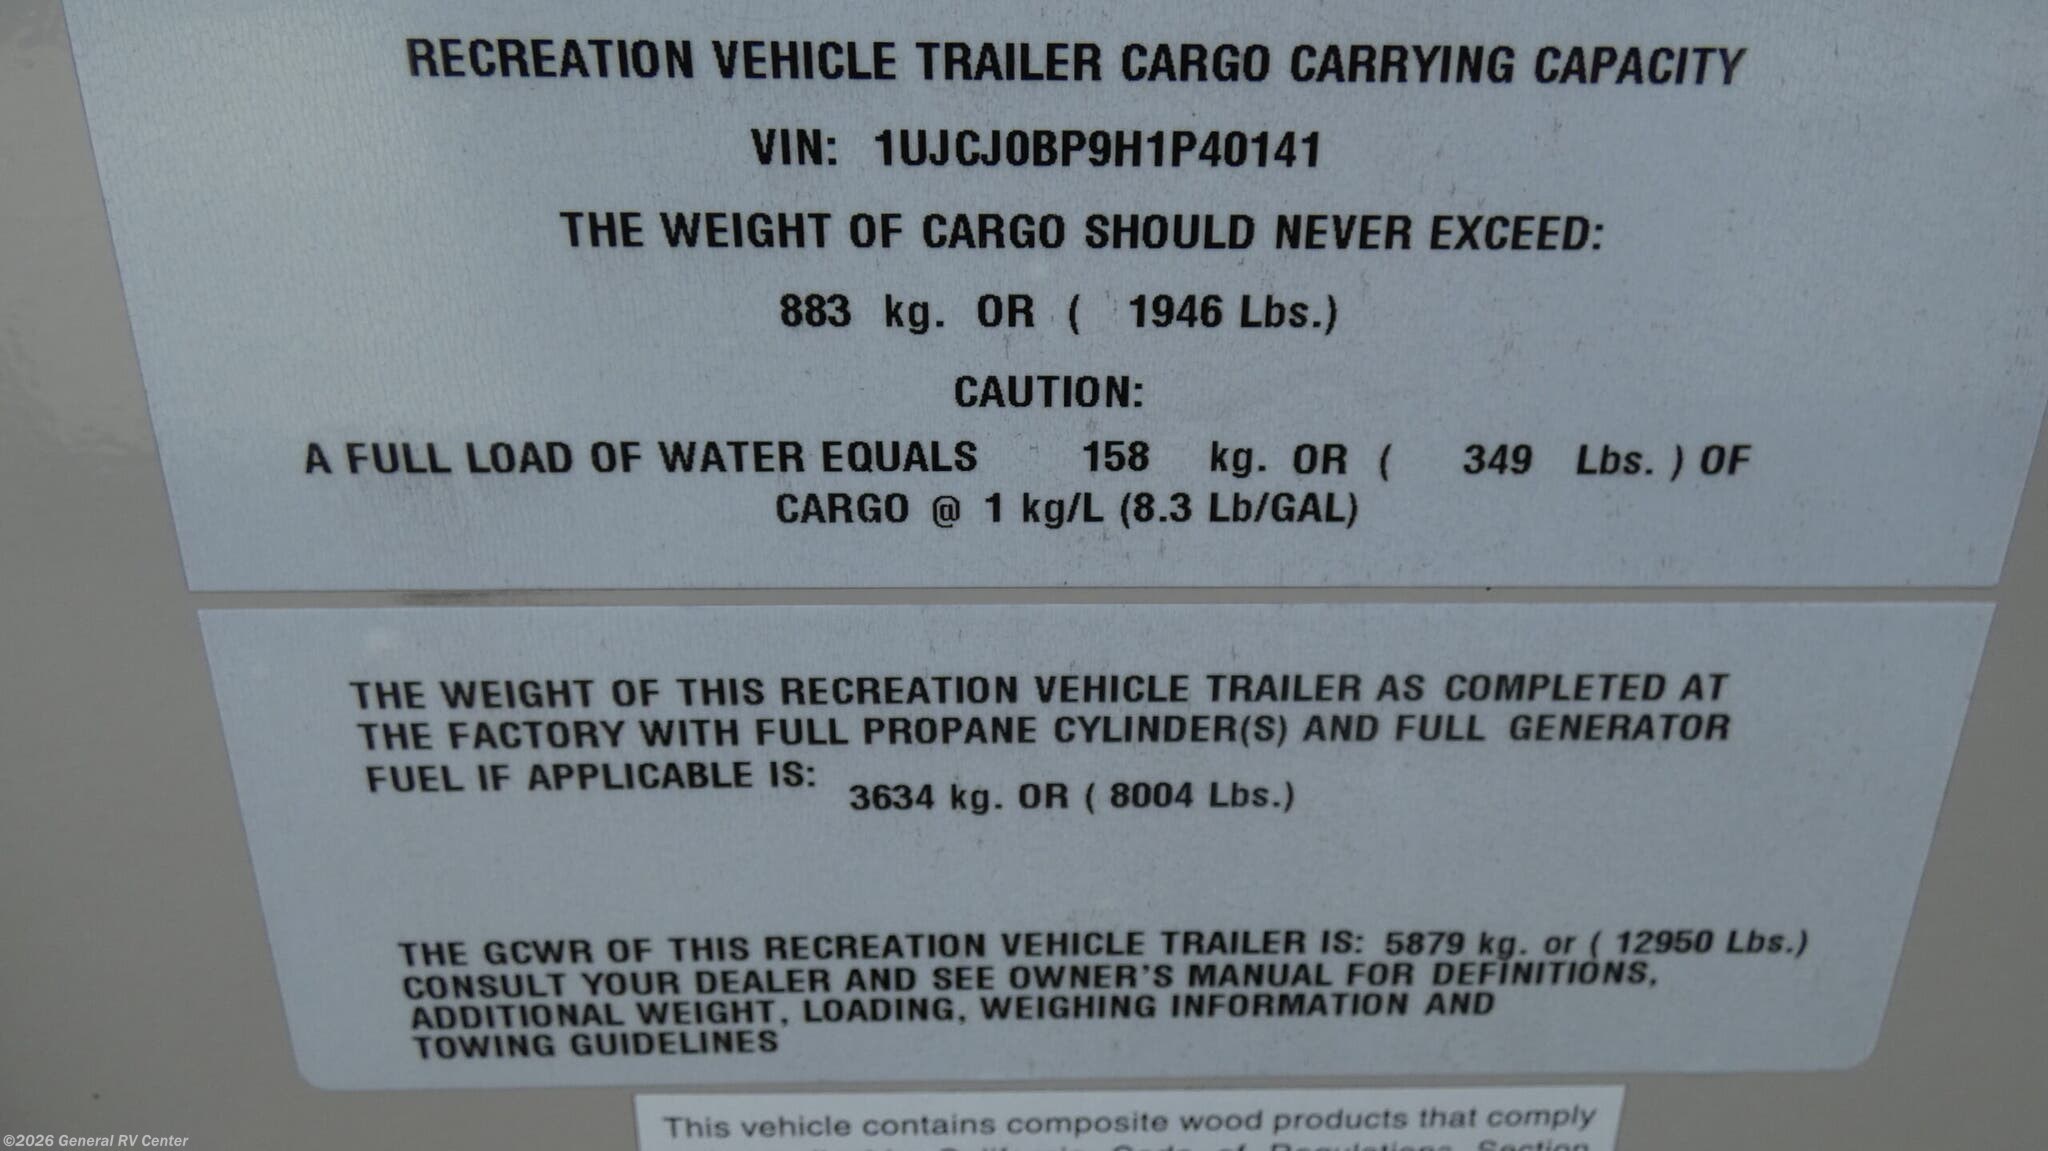 RECREATION VEHICLE TRAILER CARGO CARRYING CAPACITY
VIN: 1UJCJ0BP9H1P40141
THE WEIGHT OF CARGO SHOULD NEVER EXCEED:
883 kg. OR ( 1946 Lbs.)
CAUTION:
A FULL LOAD OF WATER EQUALS 158 kg. OR ( 349 Lbs. ) OF
CARGO @ 1 kg/L (8.3 Lb/GAL)
THE WEIGHT OF THIS RECREATION VEHICLE TRAILER AS COMPLETED AT
THE FACTORY WITH FULL PROPANE CYLINDER(S) AND FULL GENERATOR
FUEL IF APPLICABLE IS: 3634 kg. OR ( 8004 Lbs.)
THE GCWR OF THIS RECREATION VEHICLE TRAILER IS: 5879 kg. or ( 12950 Lbs.)
CONSULT YOUR DEALER AND SEE OWNER'S MANUAL FOR DEFINITIONS,
ADDITIONAL WEIGHT, LOADING, WEIGHING INFORMATION AND
TOWING GUIDELINES
This vehicle contains composite wood products that comply
California Code of Regulations Section
©2026 General RV Center